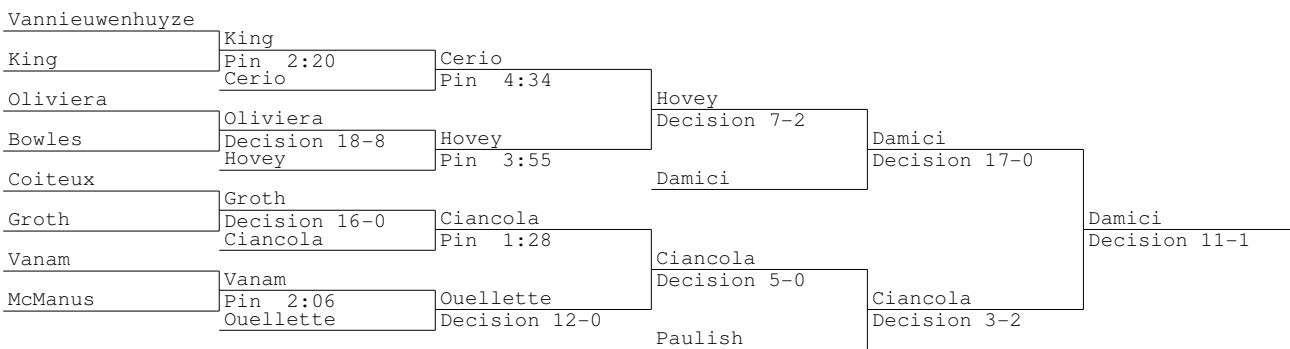 Vannieuwenhuyze
King
King
Pin 2:20
Cerio
Cerio
Pin 4:34
Oliviera
Bowles
Oliviera
Decision 18-8
Hovey
Hovey
Pin 3:55
Hovey
Decision 7-2
Damici
Damici
Decision 17-0
Coiteux
Groth
Groth
Decision 16-0
Ciancola
Ciancola
Pin 1:28
Vanam
McManus
Vanam
Pin 2:06
Ouellette
Ouellette
Decision 12-0
Ciancola
Decision 5-0
Paulish
Ciancola
Decision 3-2
Damici
Decision 11-1